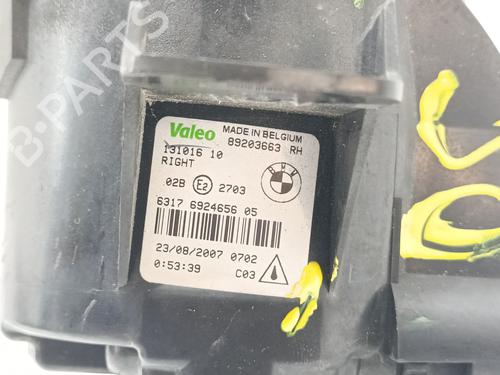 B-Parts
Valeo MADE IN BELGIUM
89203663 RH
131016 10
RIGHT
BMW
02B E2 2703
6317 6924656 05
23/08/2007 0702
0:53:39 C03